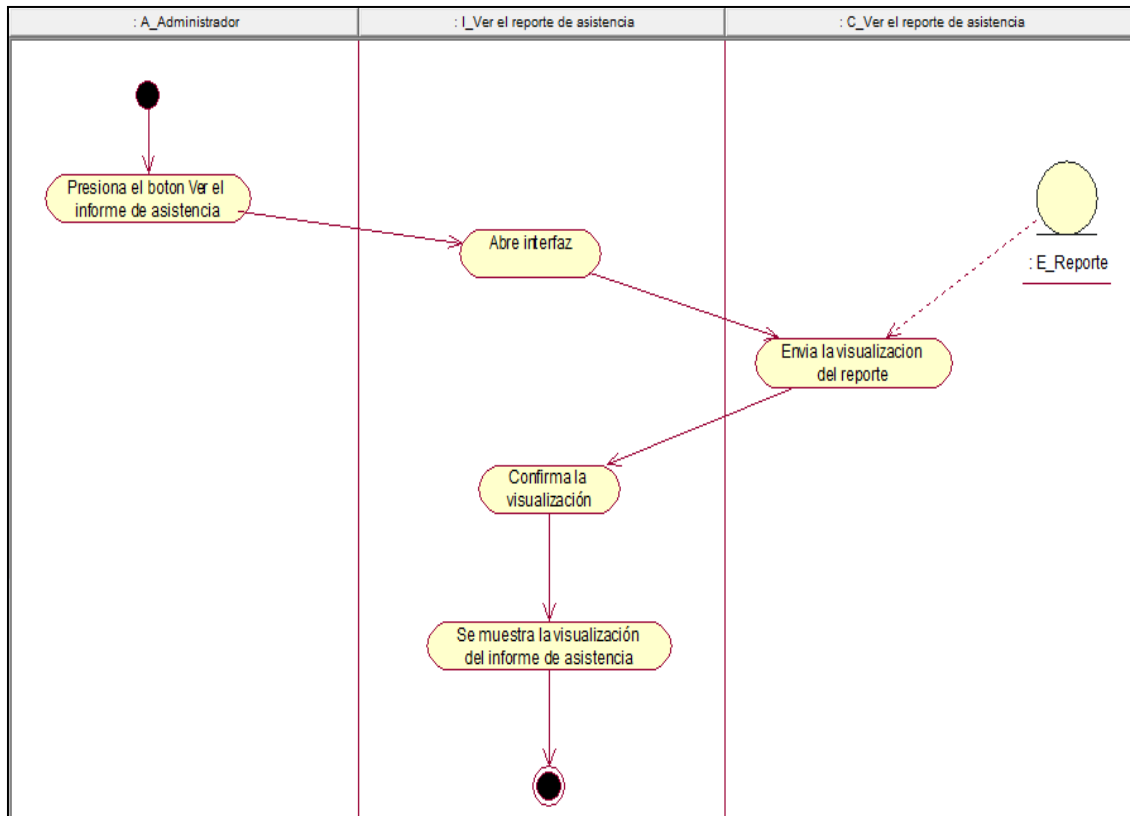 : A_Administrador
: I_Ver el reporte de asistencia
: C_Ver el reporte de asistencia
Presiona el boton Ver el
informe de asistencia
Abre interfaz
: E_Reporte
Envia la visualizacion
del reporte
Confirma la
visualización
Se muestra la visualización
del informe de asistencia